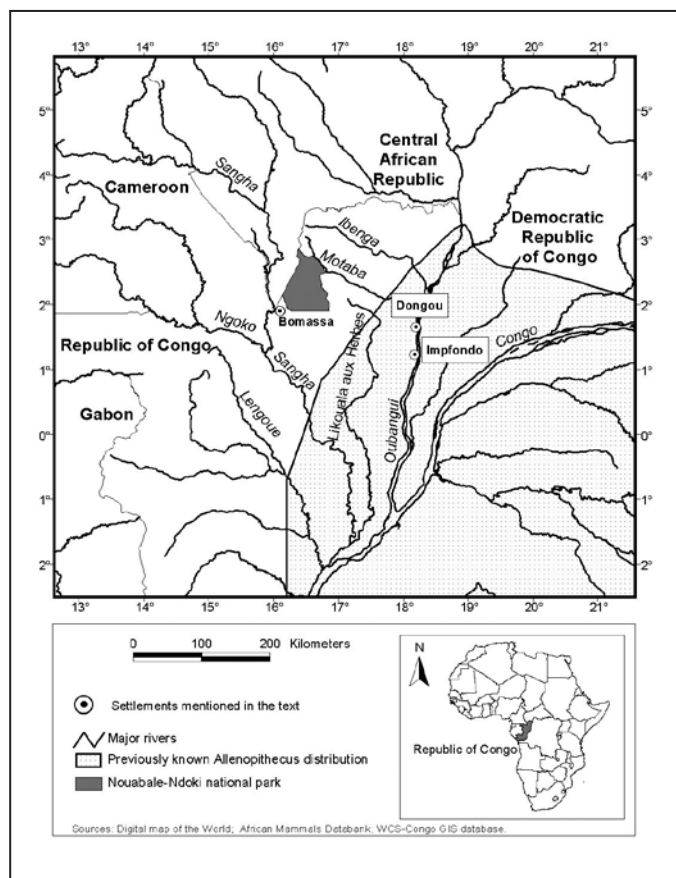 13° 14° 15° 16° 17° 18° 19° 20° 21°
5°
4°
3°
2°
1°
0°
1°
2°
5°
4°
3°
2°
1°
0°
1°
2°
Central
African
Republic
Sangha
Cameroon
Ibenga
Democratic
Republic
of Congo
Motaba
Dongou
Bomassa
Ngoko
Congo
Impfondo
Republic of Congo
Sangha
Likouala aux Herbes
Lengoue
Gabon
Oubangui
13° 14° 15° 16° 17° 18° 19° 20° 21°
0 100 200 Kilometers
Settlements mentioned in the text
Major rivers
Previously known Allenopithecus distribution
Nouabale-Ndoki national park
N
Republic of Congo
Sources: Digital map of the World; African Mammals Databank; WCS-Congo GIS database.